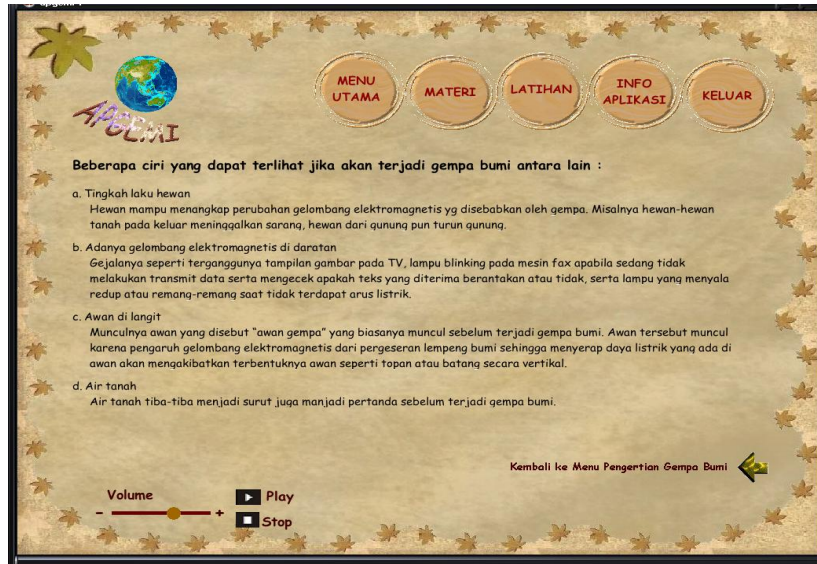 apgemi 1
APGEMI
MENU
UTAMA
MATERI
LATIHAN
INFO
APLIKASI
KELUAR
Beberapa ciri yang dapat terlihat jika akan terjadi gempa bumi antara lain :
a. Tingkah laku hewan
Hewan mampu menangkap perubahan gelombang elektromagnetis yg disebabkan oleh gempa. Misalnya hewan-hewan
tanah pada keluar meninggalkan sarang, hewan dari gunung pun turun gunung.
b. Adanya gelombang elektromagnetis di daratan
Gejalanya seperti terganggunya tampilan gambar pada TV, lampu blinking pada mesin fax apabila sedang tidak
melakukan transmit data serta mengecek apakah teks yang diterima berantakan atau tidak, serta lampu yang menyala
redup atau remang-remang saat tidak terdapat arus listrik.
c. Awan di langit
Munculnya awan yang disebut “awan gempa” yang biasanya muncul sebelum terjadi gempa bumi. Awan tersebut muncul
karena pengaruh gelombang elektromagnetis dari pergeseran lempeng bumi sehingga menyerap daya listrik yang ada di
awan akan mengakibatkan terbentuknya awan seperti topan atau batang secara vertikal.
d. Air tanah
Air tanah tiba-tiba menjadi surut juga manjadi pertanda sebelum terjadi gempa bumi.
Kembali ke Menu Pengertian Gempa Bumi
Volume
- +
Play
Stop